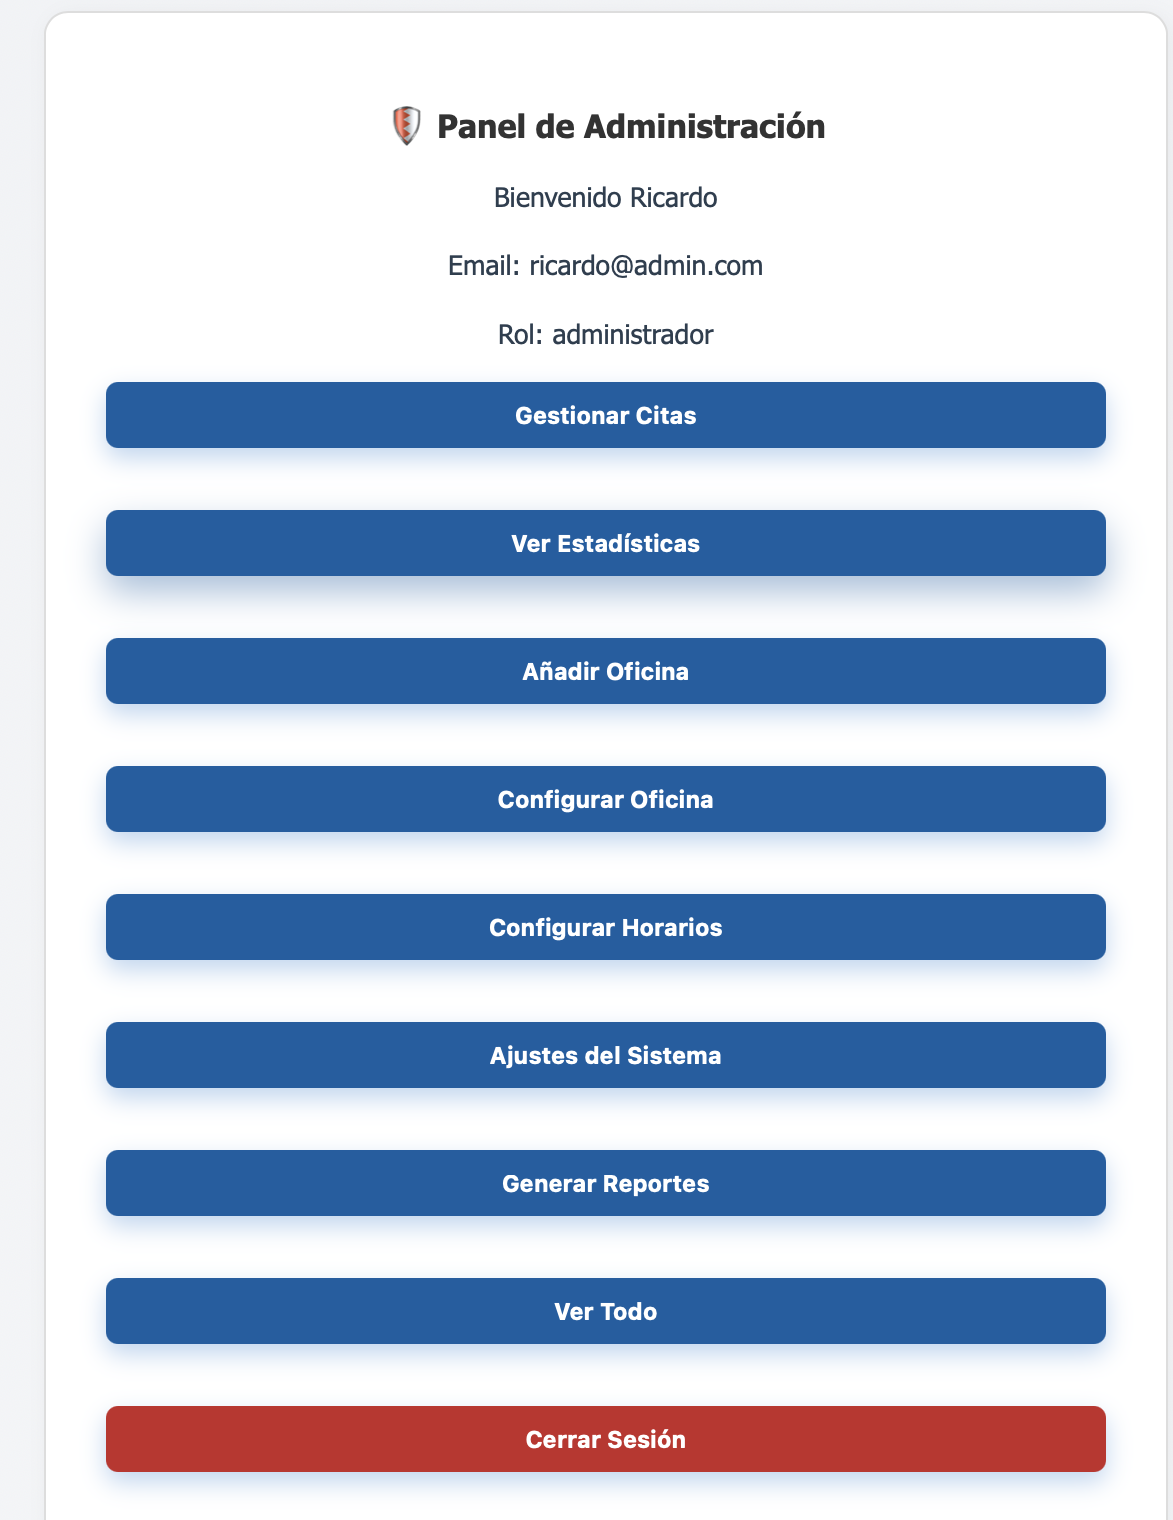 Panel de Administración
Bienvenido Ricardo
Email: ricardo@admin.com
Rol: administrador
Gestionar Citas
Ver Estadísticas
Añadir Oficina
Configurar Oficina
Configurar Horarios
Ajustes del Sistema
Generar Reportes
Ver Todo
Cerrar Sesión